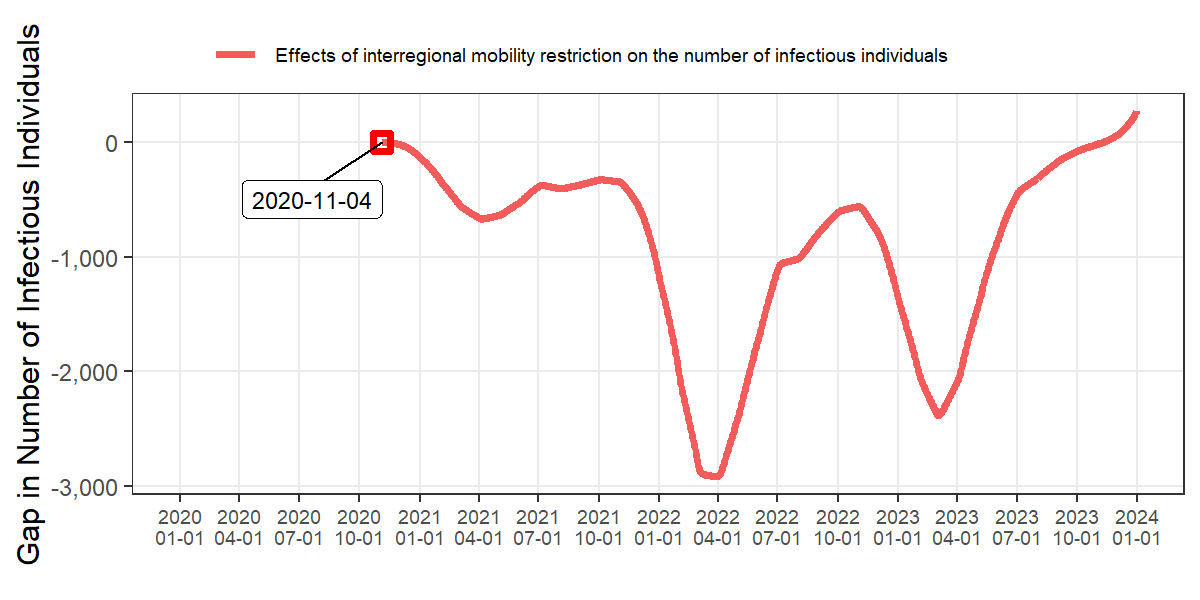 Effects of interregional mobility restriction on the number of infectious individuals
Gap in Number of Infectious Individuals
0
-1,000
-2,000
-3,000
2020-11-04
2020 2020 2020 2020 2021 2021 2021 2021 2022 2022 2022 2022 2023 2023 2023 2023 2024
01-01 04-01 07-01 10-01 01-01 04-01 07-01 10-01 01-01 04-01 07-01 10-01 01-01 04-01 07-01 10-01 01-01